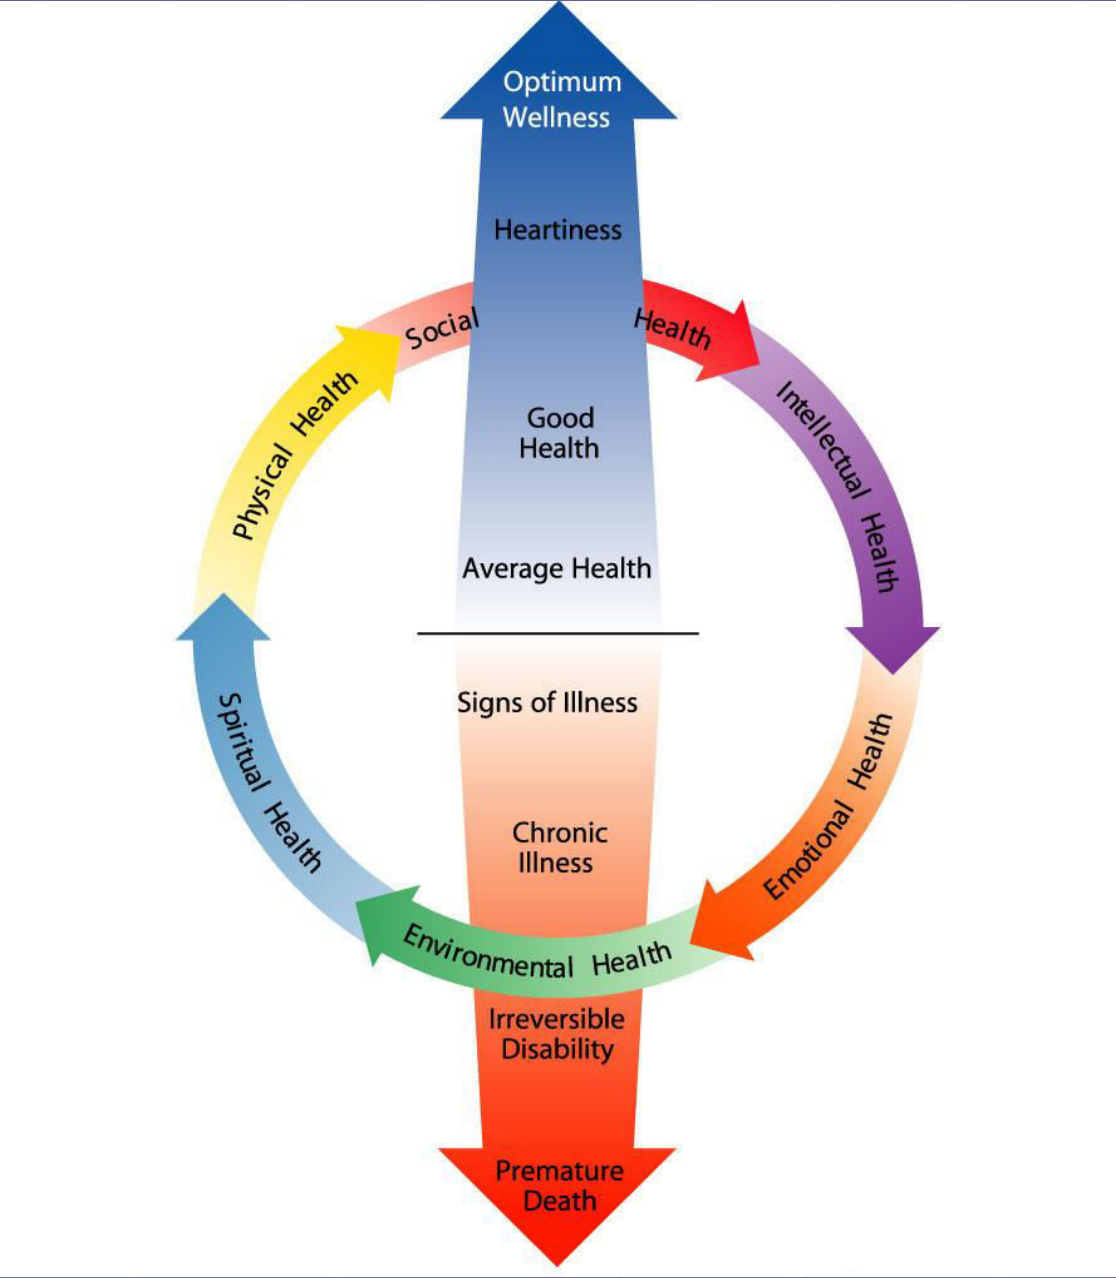 Optimum
Wellness
Heartiness
Social Health
Good
Health
Average Health
Signs of Illness
Chronic
Illness
Irreversible
Disability
Premature
Death
Intellectual Health
Emotional Health
Environmental Health
Spiritual Health
Physical Health